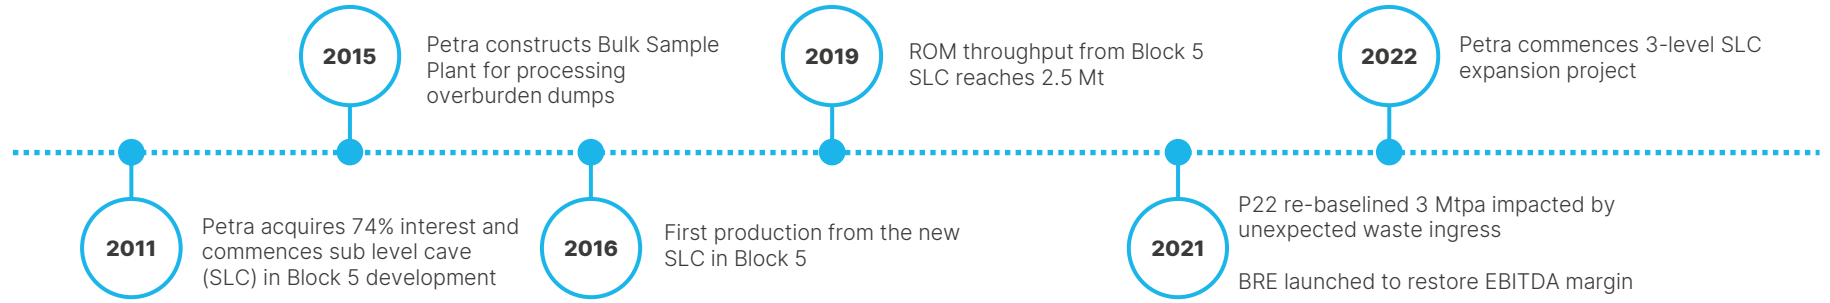 2011
Petra acquires 74% interest and
commences sub level cave
(SLC) in Block 5 development
2015
Petra constructs Bulk Sample
Plant for processing
overburden dumps
2016
First production from the new
SLC in Block 5
2019
ROM throughput from Block 5
SLC reaches 2.5 Mt
2021
P22 re-baselined 3 Mtpa impacted by
unexpected waste ingress
BRE launched to restore EBITDA margin
2022
Petra commences 3-level SLC
expansion project